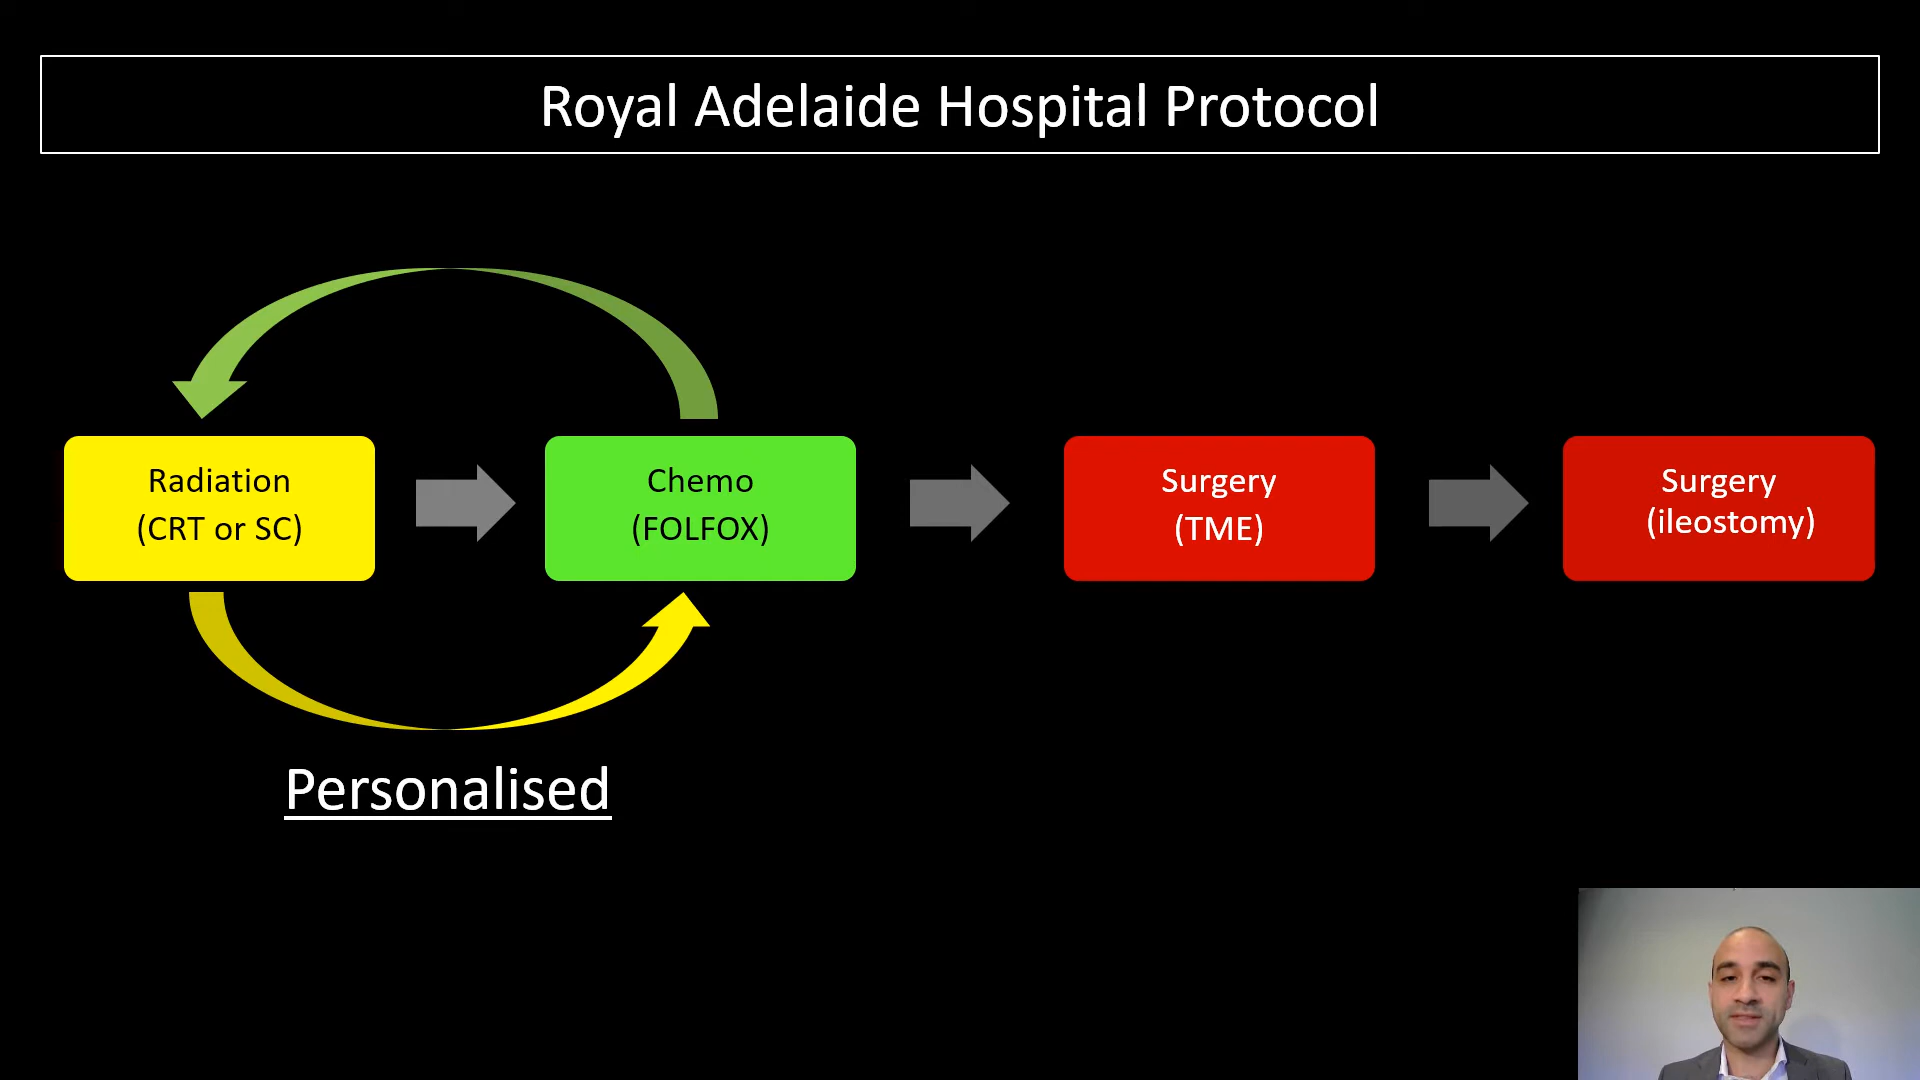 Royal Adelaide Hospital Protocol
Radiation
(CRT or SC)
Chemo
(FOLFOX)
Surgery
(TME)
Surgery
(ileostomy)
Personalised